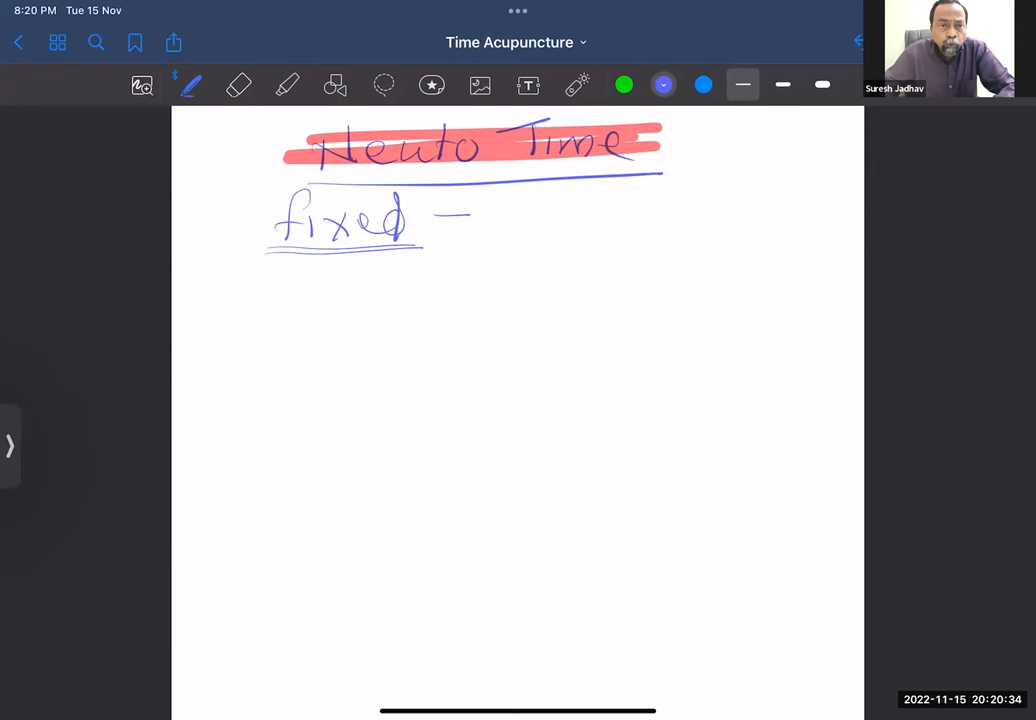 8:20 PM Tue 15 Nov
Time Acupuncture
Suresh Jadhav
Neuto Time
fixed —
2022-11-15 20:20:34